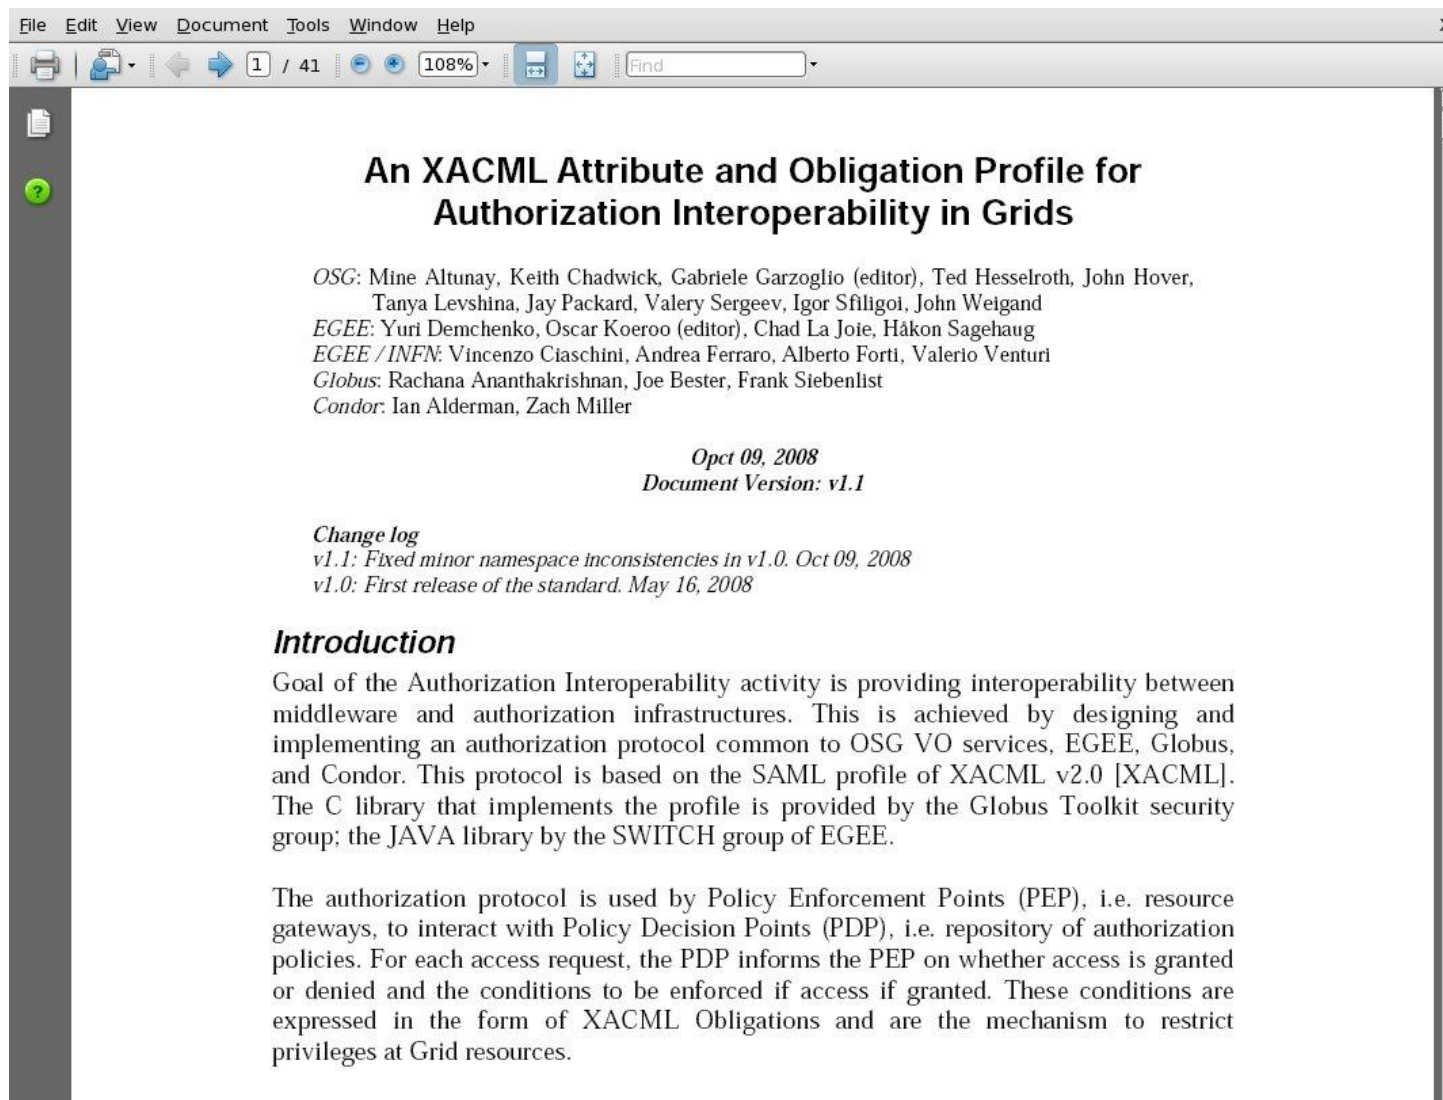 File Edit View Document Tools Window Help
1 / 41 108% Find
An XACML Attribute and Obligation Profile for
Authorization Interoperability in Grids
OSG: Mine Altunay, Keith Chadwick, Gabriele Garzoglio (editor), Ted Hesselroth, John Hover,
Tanya Levshina, Jay Packard, Valery Sergeev, Igor Sfiligoi, John Weigand
EGEE: Yuri Demchenko, Oscar Koeroo (editor), Chad La Joie, Håkon Sagehaug
EGEE / INFN: Vincenzo Ciaschini, Andrea Ferraro, Alberto Forti, Valerio Venturi
Globus: Rachana Ananthakrishnan, Joe Bester, Frank Siebenlist
Condor: Ian Alderman, Zach Miller
Opct 09, 2008
Document Version: v1.1
Change log
v1.1: Fixed minor namespace inconsistencies in v1.0. Oct 09, 2008
v1.0: First release of the standard. May 16, 2008
Introduction
Goal of the Authorization Interoperability activity is providing interoperability between
middleware and authorization infrastructures. This is achieved by designing and
implementing an authorization protocol common to OSG VO services, EGEE, Globus,
and Condor. This protocol is based on the SAML profile of XACML v2.0 [XACML].
The C library that implements the profile is provided by the Globus Toolkit security
group; the JAVA library by the SWITCH group of EGEE.
The authorization protocol is used by Policy Enforcement Points (PEP), i.e. resource
gateways, to interact with Policy Decision Points (PDP), i.e. repository of authorization
policies. For each access request, the PDP informs the PEP on whether access is granted
or denied and the conditions to be enforced if access if granted. These conditions are
expressed in the form of XACML Obligations and are the mechanism to restrict
privileges at Grid resources.